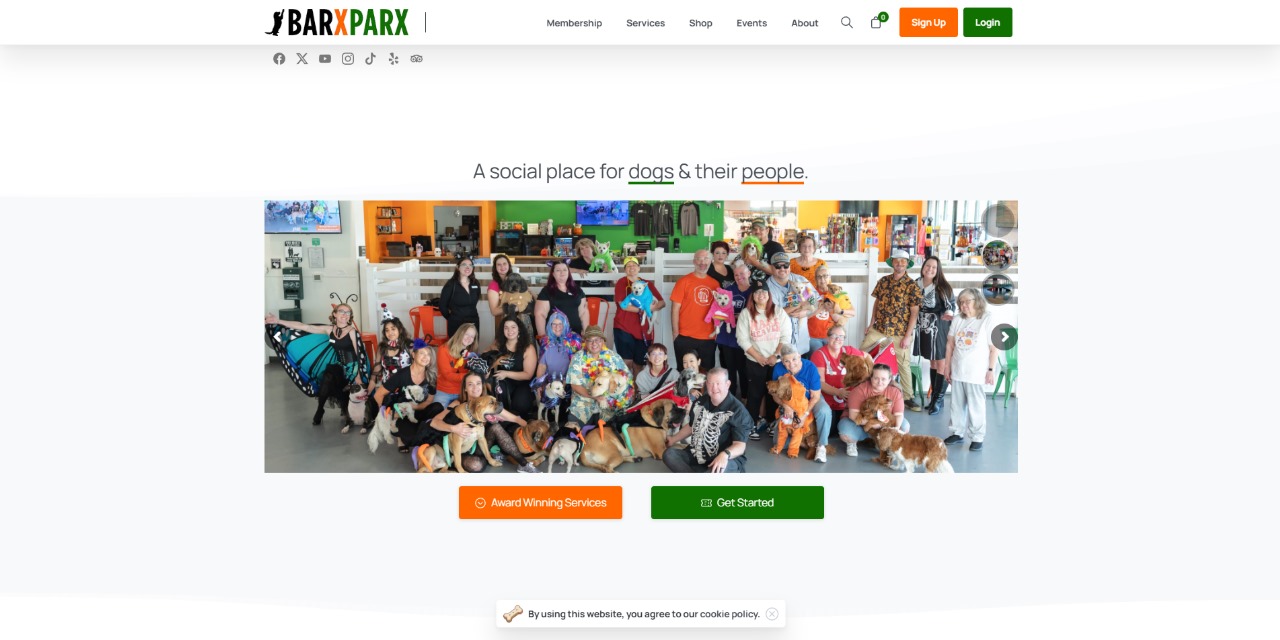 BARXPARX
Membership Services Shop Events About 0 Sign Up Login
A social place for dogs & their people.
Award Winning Services Get Started
By using this website, you agree to our cookie policy.